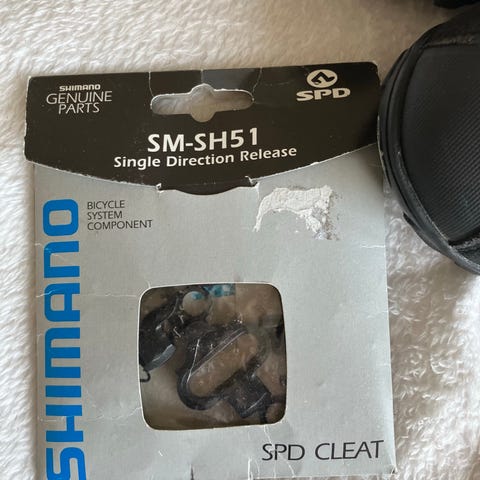 SHIMANO
GENUINE
PARTS
SPD
SM-SH51
Single Direction Release
SHIMANO
BICYCLE
SYSTEM
COMPONENT
SPD CLEAT